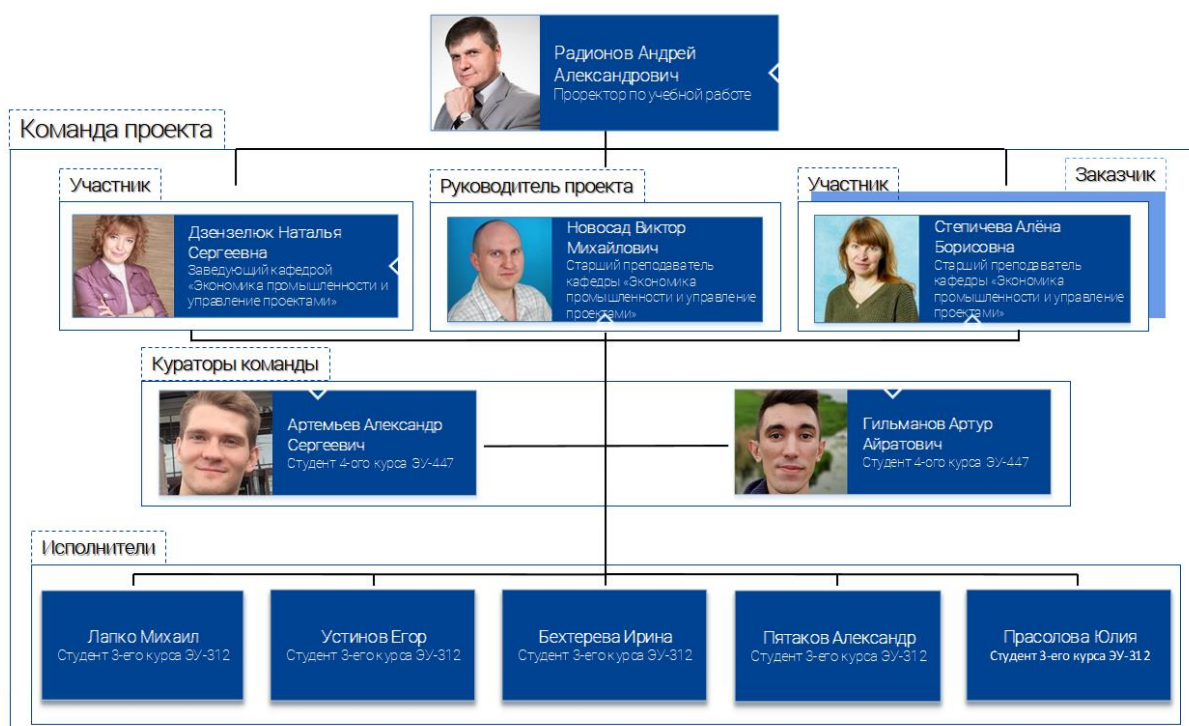 Радионов Андрей
Александрович
Проректор по учебной работе
Команда проекта
Участник
Руководитель проекта
Участник
Заказчик
Дзензелюк Наталья
Сергеевна
Заведующий кафедрой
«Экономика промышленности и
управление проектами»
Новосад Виктор
Михайлович
Старший преподаватель
кафедры «Экономика
промышленности и управление
проектами»
Степичева Алёна
Борисовна
Старший преподаватель
кафедры «Экономика
промышленности и управление
проектами»
Кураторы команды
Артемьев Александр
Сергеевич
Студент 4-ого курса ЭУ-447
Гильманов Артур
Айратович
Студент 4-ого курса ЭУ-447
Исполнители
Лапко Михаил
Студент 3-его курса ЭУ-312
Устинов Егор
Студент 3-его курса ЭУ-312
Бехтерева Ирина
Студент 3-его курса ЭУ-312
Пятаков Александр
Студент 3-его курса ЭУ-312
Прасолова Юлия
Студент 3-его курса ЭУ-312